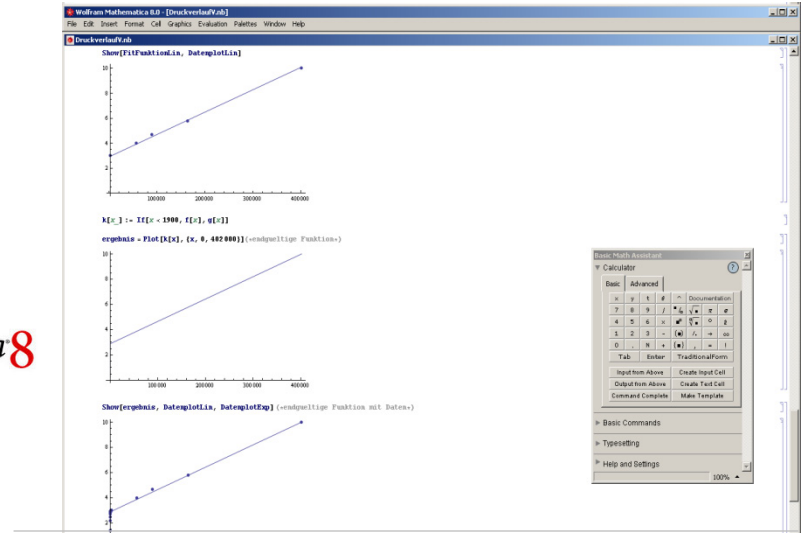 Wolfram Mathematica 8.0 - [DruckverlaufV.nb]
File Edit Insert Format Cell Graphics Evaluation Palettes Window Help
DruckverlaufV.nb
Show[FitFunktionLin, DatenplotLin]
10
8
6
4
2
100000 200000 300000 400000
k[x_] := If[x < 1900, f[x], g[x]]
ergebnis = Plot[k[x], {x, 0, 402000}](*endgueltige Funktion*)
10
8
6
4
2
100000 200000 300000 400000
Show[ergebnis, DatenplotLin, DatenplotExp] (*endgueltige Funktion mit Daten*)
10
8
6
4
2
8
Basic Math Assistant
Calculator ?
Basic Advanced
x y t θ ^ Documentation
7 8 9 /
4 5 6 ×
1 2 3 -
0 . N + (■) , = !
Tab Enter TraditionalForm
Input from Above Create Input Cell
Output from Above Create Text Cell
Command Complete Make Template
Basic Commands
Typesetting
Help and Settings
100%